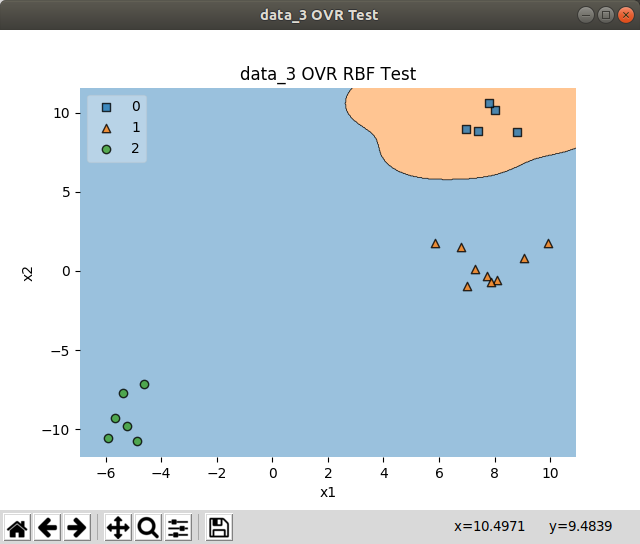 data_3 OVR Test
data_3 OVR RBF Test
0
1
2
10
5
0
−5
−10
x2
−6 −4 −2 0 2 4 6 8 10
x1
x=10.4971 y=9.4839